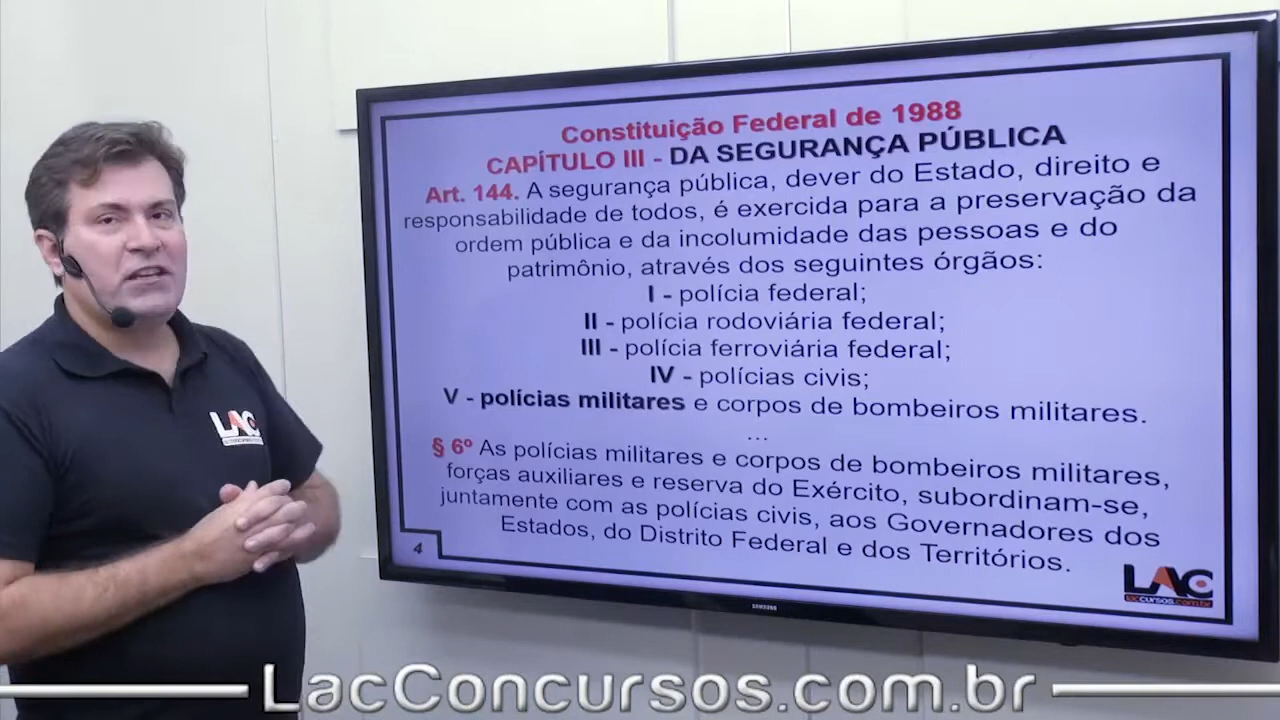 Constituição Federal de 1988
CAPÍTULO III - DA SEGURANÇA PÚBLICA
Art. 144. A segurança pública, dever do Estado, direito e
responsabilidade de todos, é exercida para a preservação da
ordem pública e da incolumidade das pessoas e do
patrimônio, através dos seguintes órgãos:
I - polícia federal;
II - polícia rodoviária federal;
III - polícia ferroviária federal;
IV - polícias civis;
V - polícias militares e corpos de bombeiros militares.
...
§ 6º As polícias militares e corpos de bombeiros militares,
forças auxiliares e reserva do Exército, subordinam-se,
juntamente com as polícias civis, aos Governadores dos
Estados, do Distrito Federal e dos Territórios.
4
LAC
laccursos.com.br
SAMSUNG
LAC
LacConcursos.com.br